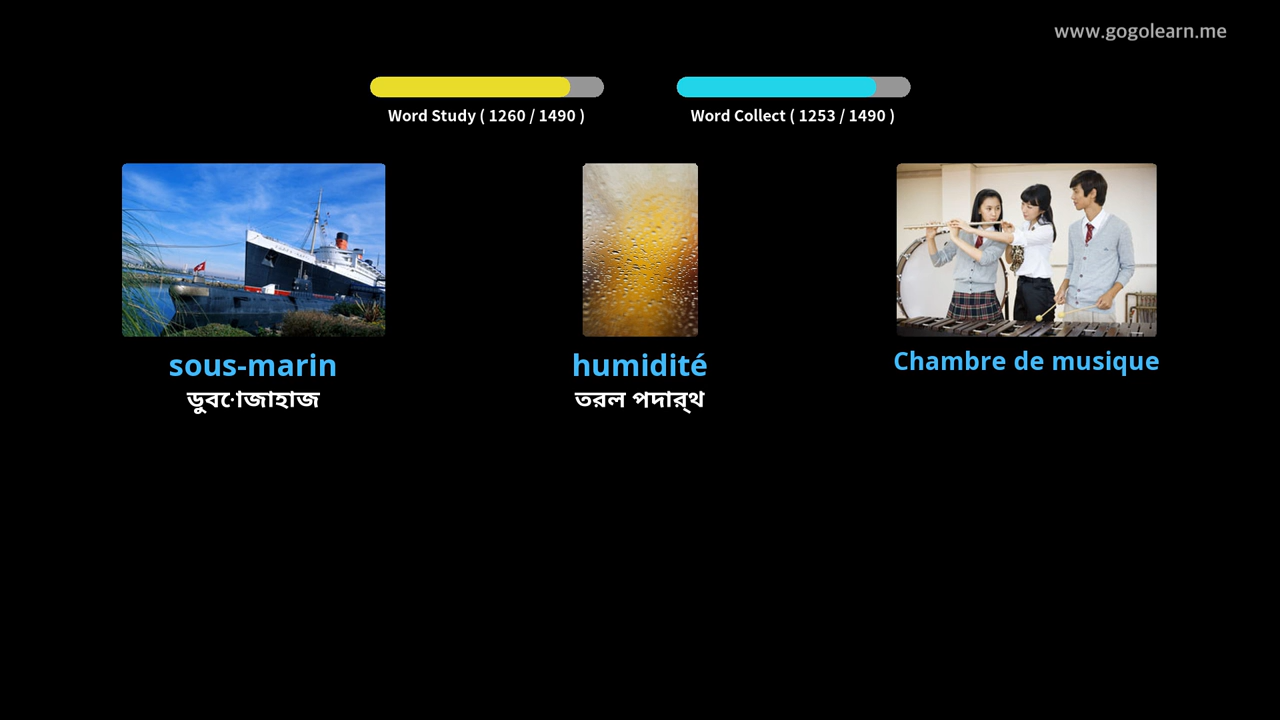 www.gogolearn.me
Word Study ( 1260 / 1490 )
Word Collect ( 1253 / 1490 )
sous-marin
humidité
Chambre de musique
ডুবোজাহাজ
তরল পদার্থ